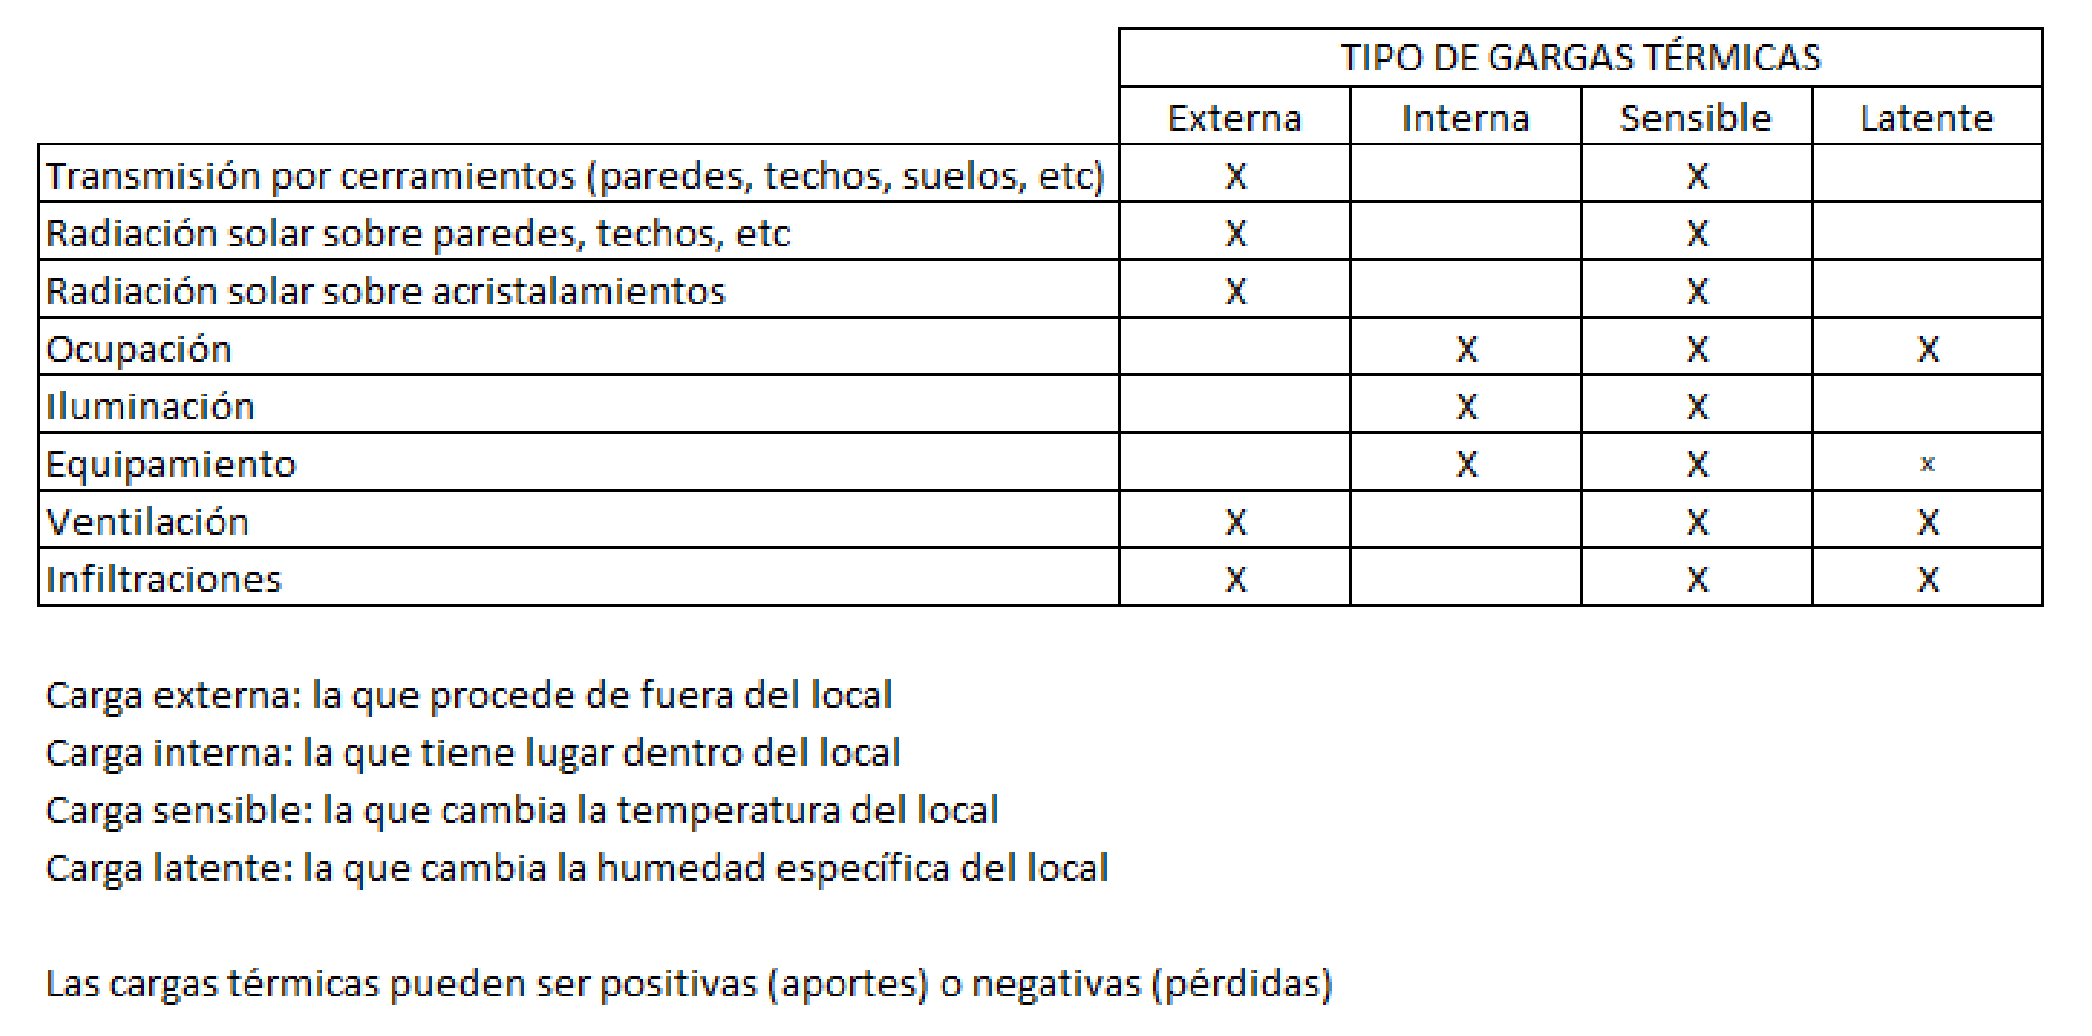 TIPO DE GARGAS TÉRMICAS
Externa Interna Sensible Latente
Transmisión por cerramientos (paredes, techos, suelos, etc) X X
Radiación solar sobre paredes, techos, etc X X
Radiación solar sobre acristalamientos X X
Ocupación X X X
Iluminación X X
Equipamiento X X x
Ventilación X X X
Infiltraciones X X X
Carga externa: la que procede de fuera del local
Carga interna: la que tiene lugar dentro del local
Carga sensible: la que cambia la temperatura del local
Carga latente: la que cambia la humedad específica del local
Las cargas térmicas pueden ser positivas (aportes) o negativas (pérdidas)